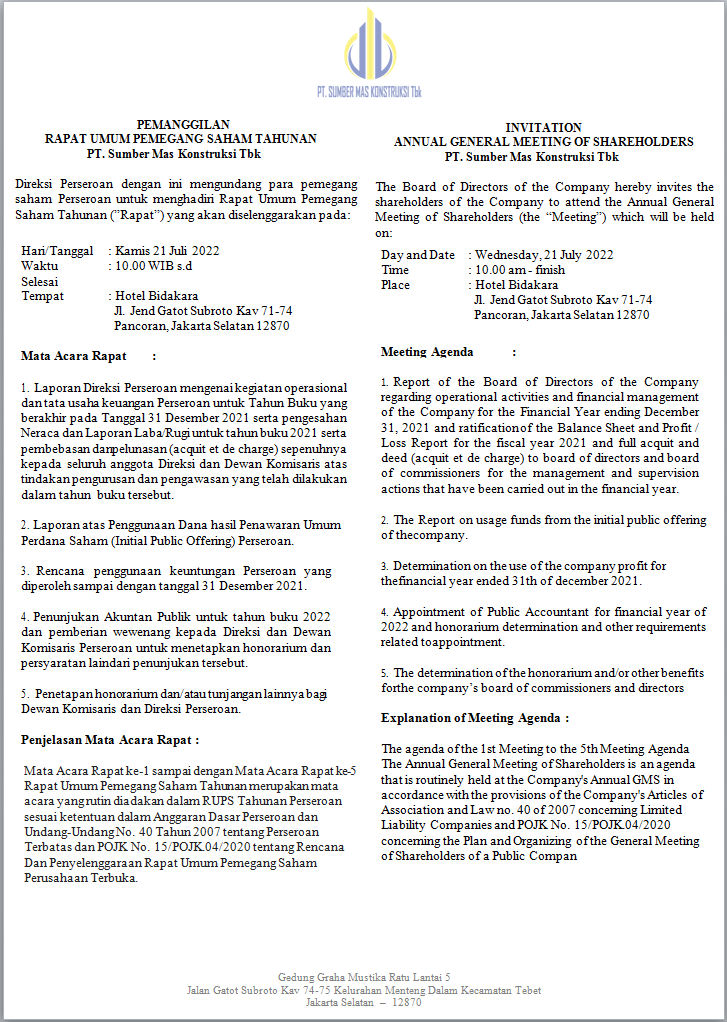 PT. SUMBER MAS KONSTRUKSI Tbk
PEMANGGILAN
RAPAT UMUM PEMEGANG SAHAM TAHUNAN
PT. Sumber Mas Konstruksi Tbk
Direksi Perseroan dengan ini mengundang para pemegang
saham Perseroan untuk menghadiri Rapat Umum Pemegang
Saham Tahunan (”Rapat”) yang akan diselenggarakan pada:
Hari/Tanggal : Kamis 21 Juli 2022
Waktu : 10.00 WIB s.d
Selesai
Tempat : Hotel Bidakara
Jl. Jend Gatot Subroto Kav 71-74
Pancoran, Jakarta Selatan 12870
Mata Acara Rapat :
1. Laporan Direksi Perseroan mengenai kegiatan operasional
dan tata usaha keuangan Perseroan untuk Tahun Buku yang
berakhir pada Tanggal 31 Desember 2021 serta pengesahan
Neraca dan Laporan Laba/Rugi untuk tahun buku 2021 serta
pembebasan danpelunasan (acquit et de charge) sepenuhnya
kepada seluruh anggota Direksi dan Dewan Komisaris atas
tindakan pengurusan dan pengawasan yang telah dilakukan
dalam tahun buku tersebut.
2. Laporan atas Penggunaan Dana hasil Penawaran Umum
Perdana Saham (Initial Public Offering) Perseroan.
3. Rencana penggunaan keuntungan Perseroan yang
diperoleh sampai dengan tanggal 31 Desember 2021.
4. Penunjukan Akuntan Publik untuk tahun buku 2022
dan pemberian wewenang kepada Direksi dan Dewan
Komisaris Perseroan untuk menetapkan honorarium dan
persyaratan laindari penunjukan tersebut.
5. Penetapan honorarium dan/atau tunjangan lainnya bagi
Dewan Komisaris dan Direksi Perseroan.
Penjelasan Mata Acara Rapat :
Mata Acara Rapat ke-1 sampai dengan Mata Acara Rapat ke-5
Rapat Umum Pemegang Saham Tahunan merupakan mata
acara yang rutin diadakan dalam RUPS Tahunan Perseroan
sesuai ketentuan dalam Anggaran Dasar Perseroan dan
Undang-Undang No. 40 Tahun 2007 tentang Perseroan
Terbatas dan POJK No. 15/POJK.04/2020 tentang Rencana
Dan Penyelenggaraan Rapat Umum Pemegang Saham
Perusahaan Terbuka.
INVITATION
ANNUAL GENERAL MEETING OF SHAREHOLDERS
PT. Sumber Mas Konstruksi Tbk
The Board of Directors of the Company hereby invites the
shareholders of the Company to attend the Annual General
Meeting of Shareholders (the “Meeting”) which will be held
on:
Day and Date : Wednesday, 21 July 2022
Time : 10.00 am - finish
Place : Hotel Bidakara
Jl. Jend Gatot Subroto Kav 71-74
Pancoran, Jakarta Selatan 12870
Meeting Agenda :
1. Report of the Board of Directors of the Company
regarding operational activities and financial management
of the Company for the Financial Year ending December
31, 2021 and ratification of the Balance Sheet and Profit /
Loss Report for the fiscal year 2021 and full acquit and
deed (acquit et de charge) to board of directors and board
of commissioners for the management and supervision
actions that have been carried out in the financial year.
2. The Report on usage funds from the initial public offering
of thecompany.
3. Determination on the use of the company profit for
thefinancial year ended 31th of december 2021.
4. Appointment of Public Accountant for financial year of
2022 and honorarium determination and other requirements
related toappointment.
5. The determination of the honorarium and/or other benefits
forthe company’s board of commissioners and directors
Explanation of Meeting Agenda :
The agenda of the 1st Meeting to the 5th Meeting Agenda
The Annual General Meeting of Shareholders is an agenda
that is routinely held at the Company's Annual GMS in
accordance with the provisions of the Company's Articles of
Association and Law no. 40 of 2007 concerning Limited
Liability Companies and POJK No. 15/POJK.04/2020
concerning the Plan and Organizing of the General Meeting
of Shareholders of a Public Compan
Gedung Graha Mustika Ratu Lantai 5
Jalan Gatot Subroto Kav 74-75 Kelurahan Menteng Dalam Kecamatan Tebet
Jakarta Selatan – 12870